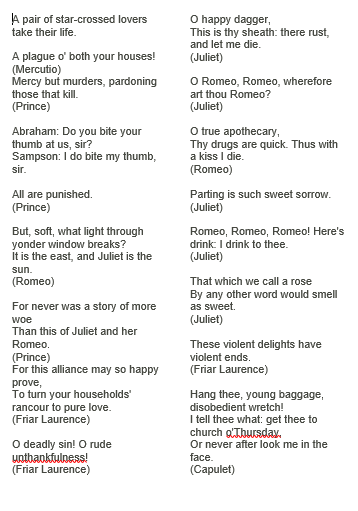 A pair of star-crossed lovers
take their life.
A plague o' both your houses!
(Mercutio)
Mercy but murders, pardoning
those that kill.
(Prince)
Abraham: Do you bite your
thumb at us, sir?
Sampson: I do bite my thumb,
sir.
All are punished.
(Prince)
But, soft, what light through
yonder window breaks?
It is the east, and Juliet is the
sun.
(Romeo)
For never was a story of more
woe
Than this of Juliet and her
Romeo.
(Prince)
For this alliance may so happy
prove,
To turn your households'
rancour to pure love.
(Friar Laurence)
O deadly sin! O rude
unthankfulness!
(Friar Laurence)
O happy dagger,
This is thy sheath: there rust,
and let me die.
(Juliet)
O Romeo, Romeo, wherefore
art thou Romeo?
(Juliet)
O true apothecary,
Thy drugs are quick. Thus with
a kiss I die.
(Romeo)
Parting is such sweet sorrow.
(Juliet)
Romeo, Romeo, Romeo! Here's
drink: I drink to thee.
(Juliet)
That which we call a rose
By any other word would smell
as sweet.
(Juliet)
These violent delights have
violent ends.
(Friar Laurence)
Hang thee, young baggage,
disobedient wretch!
I tell thee what: get thee to
church o'Thursday,
Or never after look me in the
face.
(Capulet)